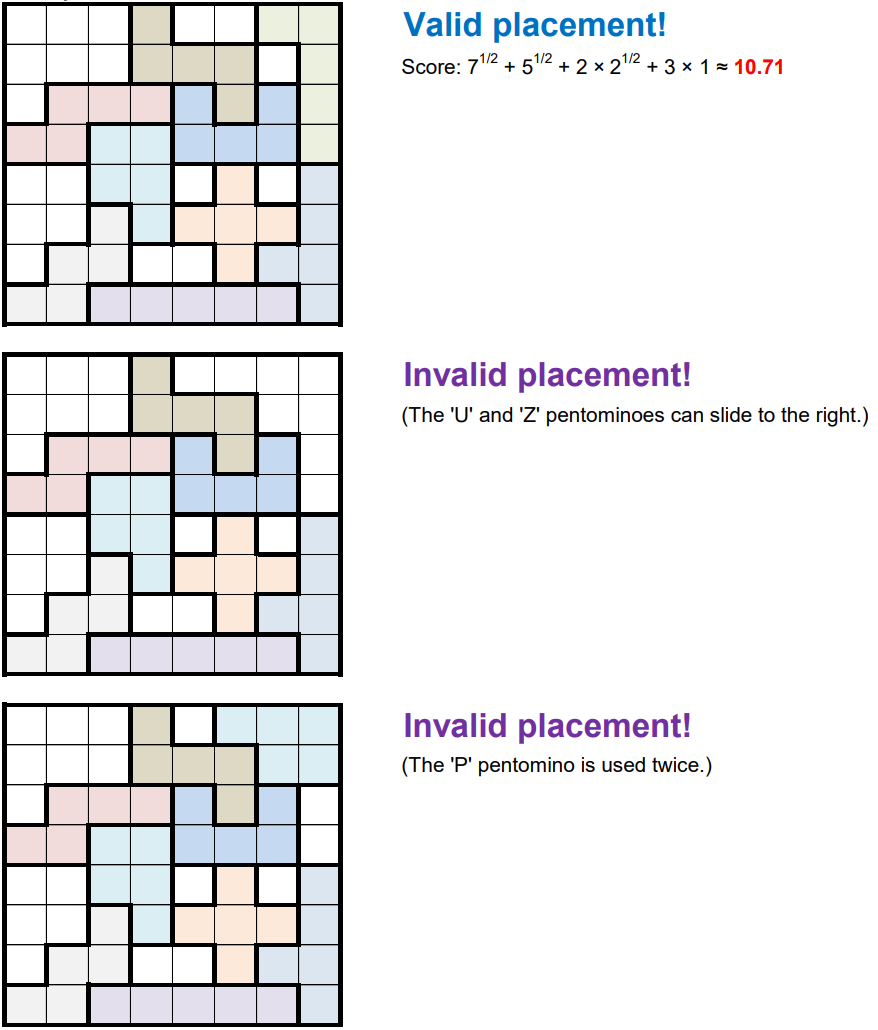 Valid placement!
Score: 7^1/2 + 5^1/2 + 2 × 2^1/2 + 3 × 1 ≈ 10.71
Invalid placement!
(The 'U' and 'Z' pentominoes can slide to the right.)
Invalid placement!
(The 'P' pentomino is used twice.)